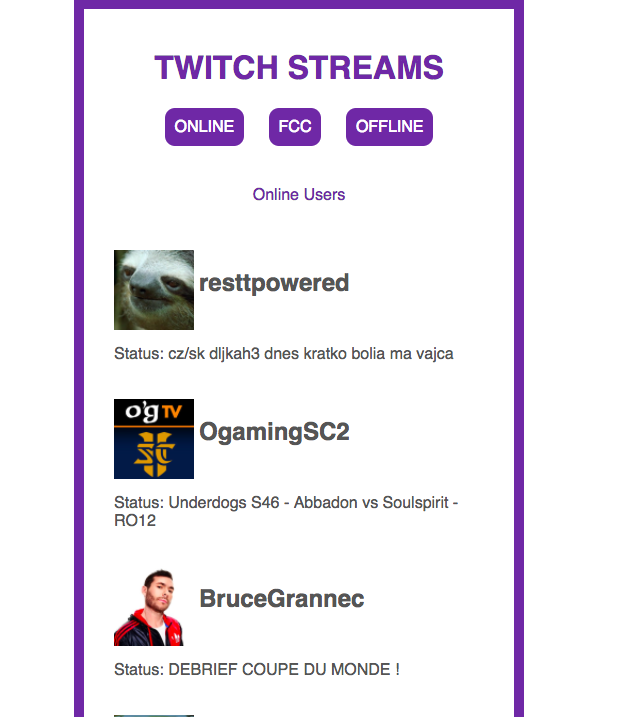 TWITCH STREAMS
ONLINE FCC OFFLINE
Online Users
resttpowered
Status: cz/sk dljkah3 dnes kratko bolia ma vajca
o'g TV
SC
OgamingSC2
Status: Underdogs S46 - Abbadon vs Soulspirit -
RO12
BruceGrannec
Status: DEBRIEF COUPE DU MONDE !